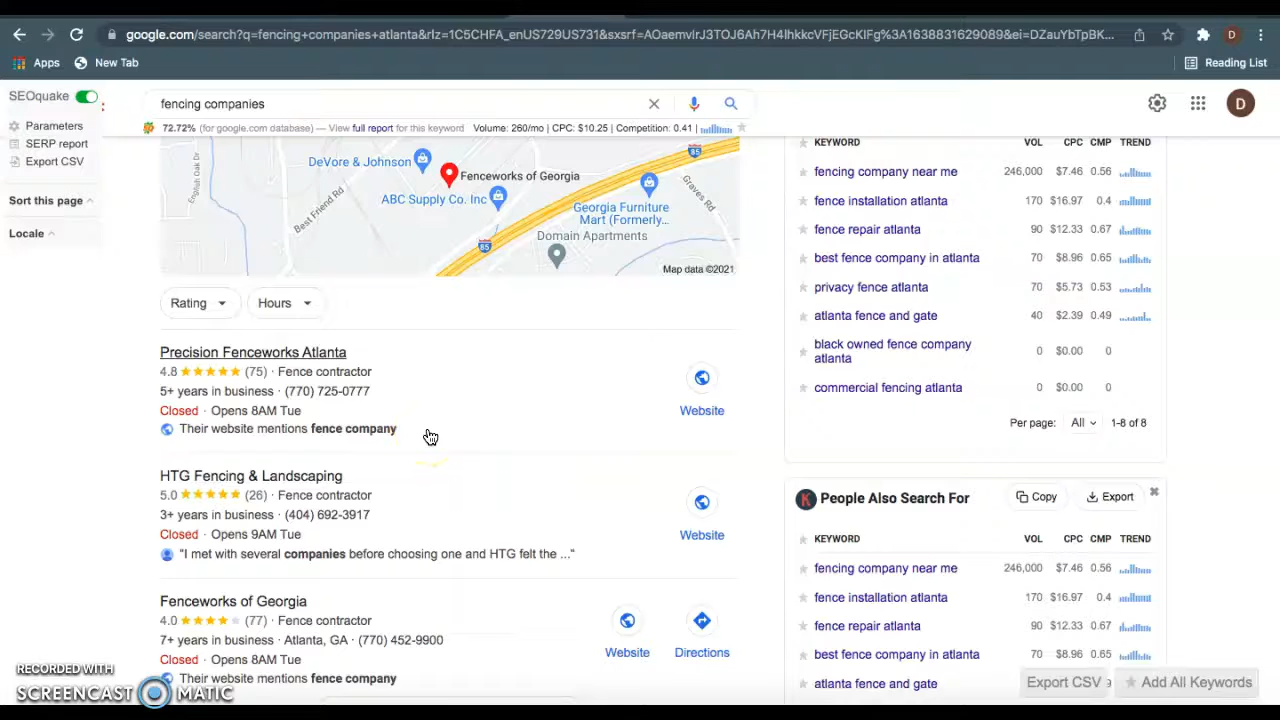 google.com/search?q=fencing+companies+atlanta&rlz=1C5CHFA_enUS729US731&sxsrf=AOaemvIrJ3TOJ6Ah7H4IhkkcVFjEGcKIFg%3A1638831629089&ei=DZauYbTpBK...
D
Apps
New Tab
Reading List
SEOquake
Parameters
SERP report
Export CSV
Sort this page
Locale
fencing companies
72.72% (for google.com database) — View full report for this keyword Volume: 260/mo | CPC: $10.25 | Competition: 0.41 |
D
English Oak Dr
DeVore & Johnson
Fenceworks of Georgia
ABC Supply Co. Inc
Best Friend Rd
85
Graves Rd
Georgia Furniture
Mart (Formerly...
Domain Apartments
85
Map data ©2021
Rating
Hours
Precision Fenceworks Atlanta
4.8 (75) · Fence contractor
5+ years in business · (770) 725-0777
Closed · Opens 8AM Tue
Their website mentions fence company
Website
HTG Fencing & Landscaping
5.0 (26) · Fence contractor
3+ years in business · (404) 692-3917
Closed · Opens 9AM Tue
"I met with several companies before choosing one and HTG felt the ..."
Website
Fenceworks of Georgia
4.0 (77) · Fence contractor
7+ years in business · Atlanta, GA · (770) 452-9900
Closed · Opens 8AM Tue
Their website mentions fence company
Website
Directions
KEYWORD VOL CPC CMP TREND
fencing company near me 246,000 $7.46 0.56
fence installation atlanta 170 $16.97 0.4
fence repair atlanta 90 $12.33 0.67
best fence company in atlanta 70 $8.96 0.65
privacy fence atlanta 70 $5.73 0.53
atlanta fence and gate 40 $2.39 0.49
black owned fence company
atlanta 0 $0.00 0
commercial fencing atlanta 0 $0.00 0
Per page: All 1-8 of 8
K People Also Search For
Copy
Export
KEYWORD VOL CPC CMP TREND
fencing company near me 246,000 $7.46 0.56
fence installation atlanta 170 $16.97 0.4
fence repair atlanta 90 $12.33 0.67
best fence company in atlanta 70 $8.96 0.65
atlanta fence and gate
Export CSV
Add All Keywords
RECORDED WITH
SCREENCAST MATIC